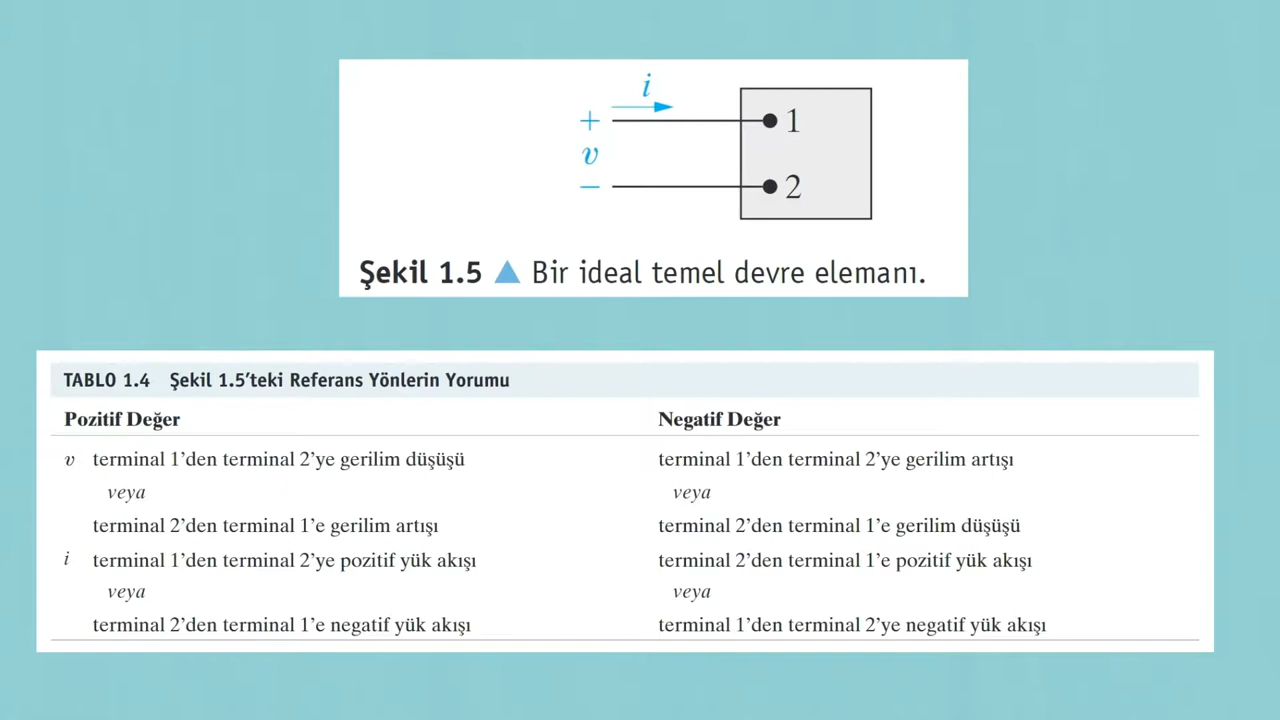 i
+
v
−
1
2
Şekil 1.5 ▲ Bir ideal temel devre elemanı.
TABLO 1.4 Şekil 1.5’teki Referans Yönlerin Yorumu
Pozitif Değer Negatif Değer
v terminal 1’den terminal 2’ye gerilim düşüşü terminal 1’den terminal 2’ye gerilim artışı
veya veya
terminal 2’den terminal 1’e gerilim artışı terminal 2’den terminal 1’e gerilim düşüşü
i terminal 1’den terminal 2’ye pozitif yük akışı terminal 2’den terminal 1’e pozitif yük akışı
veya veya
terminal 2’den terminal 1’e negatif yük akışı terminal 1’den terminal 2’ye negatif yük akışı